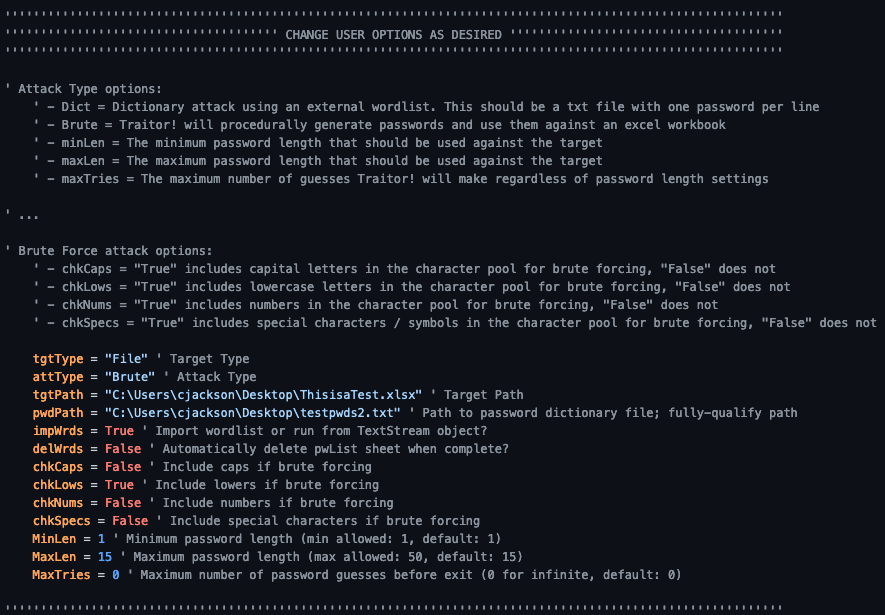 ''''''''''''''''''''''''''''''''''''''''''''''''''''''''''''''''''''''''''''''''''''''''''''''''''''''''''''
'''''''''''''''''''''''''''''''''''''' CHANGE USER OPTIONS AS DESIRED ''''''''''''''''''''''''''''''''''''''
''''''''''''''''''''''''''''''''''''''''''''''''''''''''''''''''''''''''''''''''''''''''''''''''''''''''''''
' Attack Type options:
' - Dict = Dictionary attack using an external wordlist. This should be a txt file with one password per line
' - Brute = Traitor! will procedurally generate passwords and use them against an excel workbook
' - minLen = The minimum password length that should be used against the target
' - maxLen = The maximum password length that should be used against the target
' - maxTries = The maximum number of guesses Traitor! will make regardless of password length settings
' ...
' Brute Force attack options:
' - chkCaps = "True" includes capital letters in the character pool for brute forcing, "False" does not
' - chkLows = "True" includes lowercase letters in the character pool for brute forcing, "False" does not
' - chkNums = "True" includes numbers in the character pool for brute forcing, "False" does not
' - chkSpecs = "True" includes special characters / symbols in the character pool for brute forcing, "False" does not
tgtType = "File" ' Target Type
attType = "Brute" ' Attack Type
tgtPath = "C:\Users\cjackson\Desktop\ThisisaTest.xlsx" ' Target Path
pwdPath = "C:\Users\cjackson\Desktop\testpwds2.txt" ' Path to password dictionary file; fully-qualify path
impWrds = True ' Import wordlist or run from TextStream object?
delWrds = False ' Automatically delete pwList sheet when complete?
chkCaps = False ' Include caps if brute forcing
chkLows = True ' Include lowers if brute forcing
chkNums = False ' Include numbers if brute forcing
chkSpecs = False ' Include special characters if brute forcing
MinLen = 1 ' Minimum password length (min allowed: 1, default: 1)
MaxLen = 15 ' Maximum password length (max allowed: 50, default: 15)
MaxTries = 0 ' Maximum number of password guesses before exit (0 for infinite, default: 0)
''''''''''''''''''''''''''''''''''''''''''''''''''''''''''''''''''''''''''''''''''''''''''''''''''''''''''''